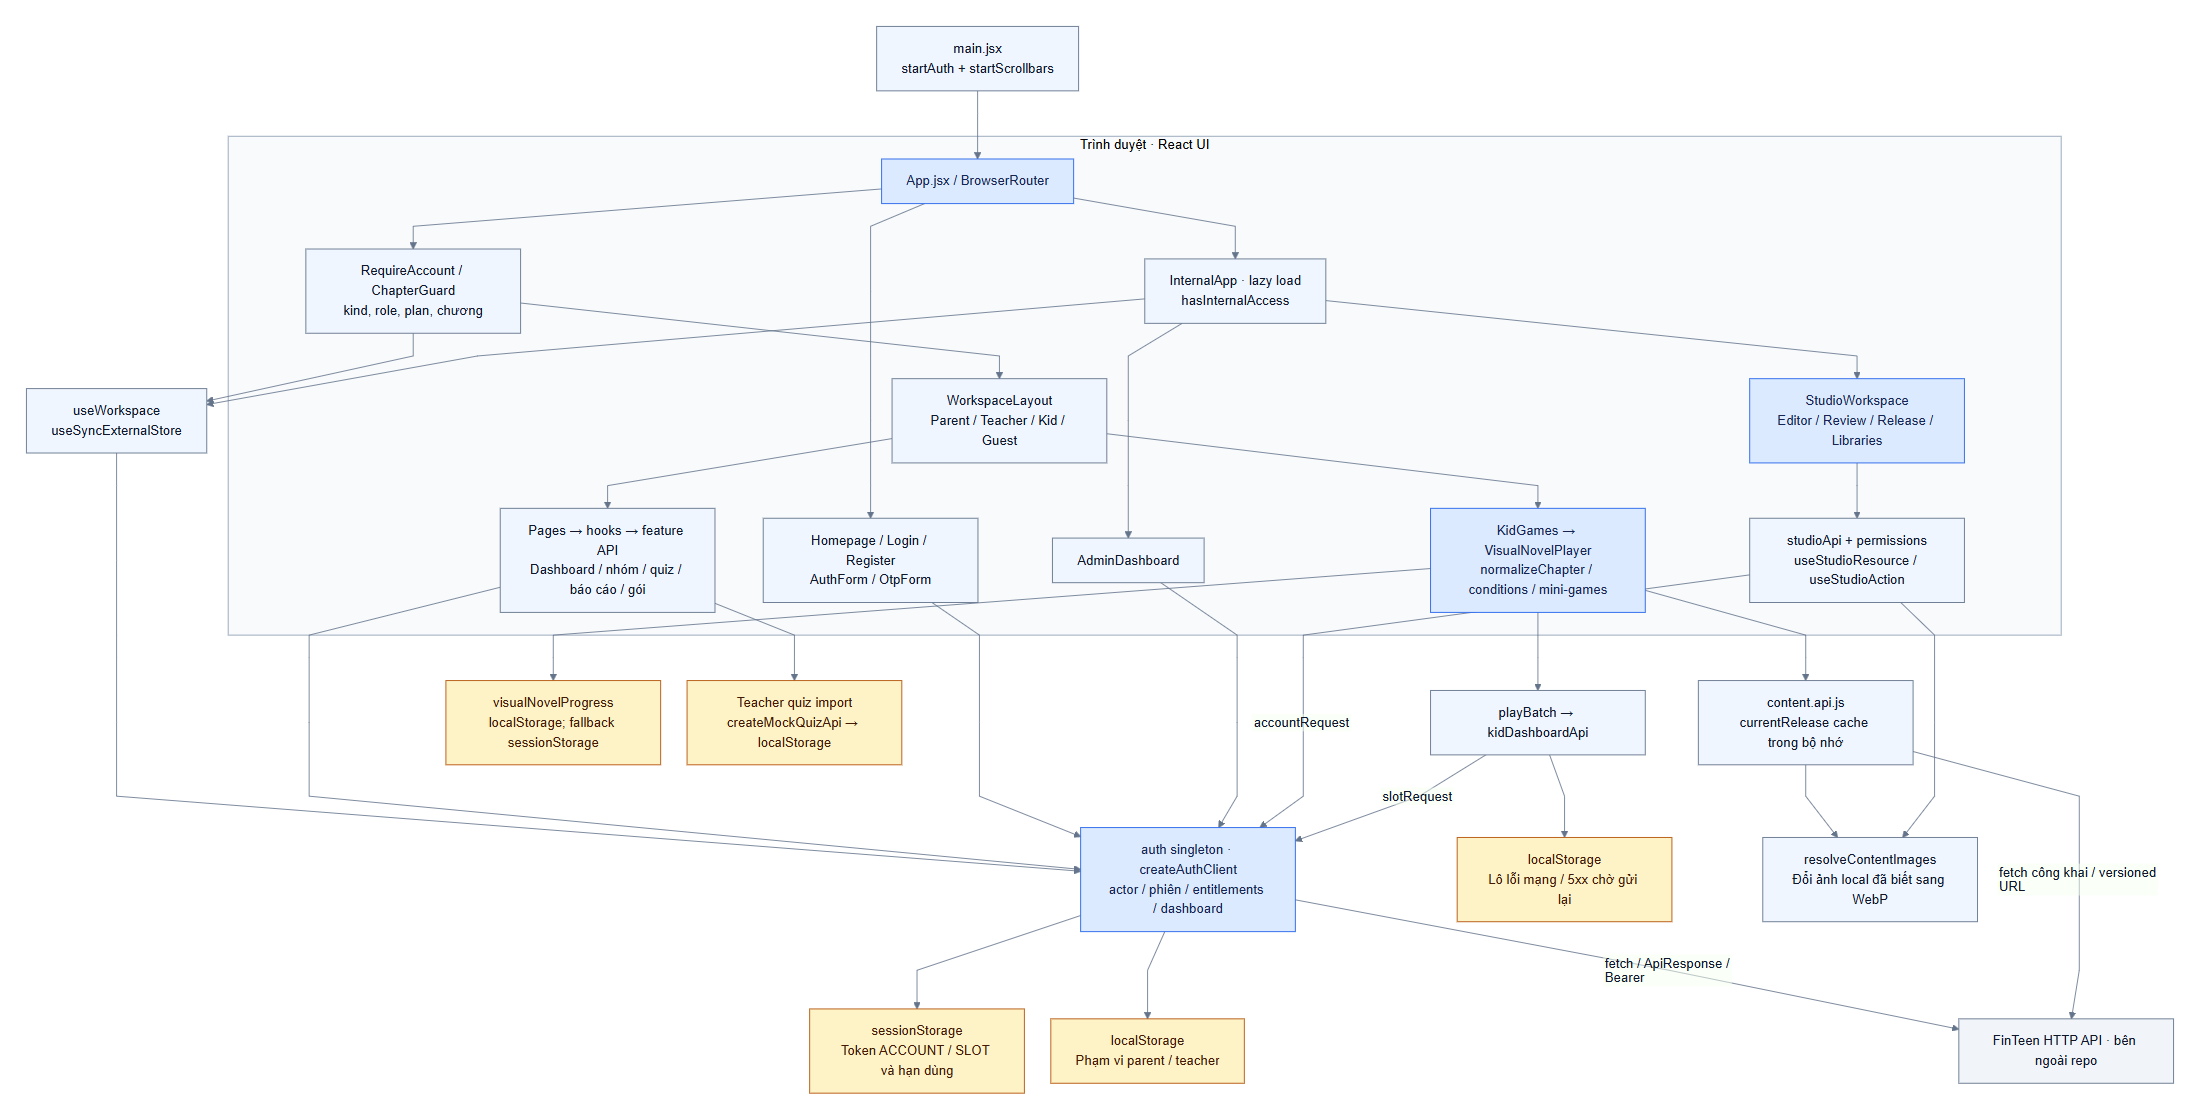 main.jsx
startAuth + startScrollbars
Trình duyệt · React UI
App.jsx / BrowserRouter
RequireAccount /
ChapterGuard
kind, role, plan, chương
InternalApp · lazy load
hasInternalAccess
useWorkspace
useSyncExternalStore
WorkspaceLayout
Parent / Teacher / Kid /
Guest
StudioWorkspace
Editor / Review / Release /
Libraries
Pages → hooks → feature
API
Dashboard / nhóm / quiz /
báo cáo / gói
Homepage / Login /
Register
AuthForm / OtpForm
AdminDashboard
KidGames →
VisualNovelPlayer
normalizeChapter /
conditions / mini-games
studioApi + permissions
useStudioResource /
useStudioAction
visualNovelProgress
localStorage; fallback
sessionStorage
Teacher quiz import
createMockQuizApi →
localStorage
accountRequest
playBatch →
kidDashboardApi
content.api.js
currentRelease cache
trong bộ nhớ
slotRequest
auth singleton ·
createAuthClient
actor / phiên / entitlements
/ dashboard
localStorage
Lô lỗi mạng / 5xx chờ gửi
lại
resolveContentImages
Đổi ảnh local đã biết sang
WebP
fetch công khai / versioned
URL
fetch / ApiResponse /
Bearer
sessionStorage
Token ACCOUNT / SLOT
và hạn dùng
localStorage
Phạm vi parent / teacher
FinTeen HTTP API · bên
ngoài repo